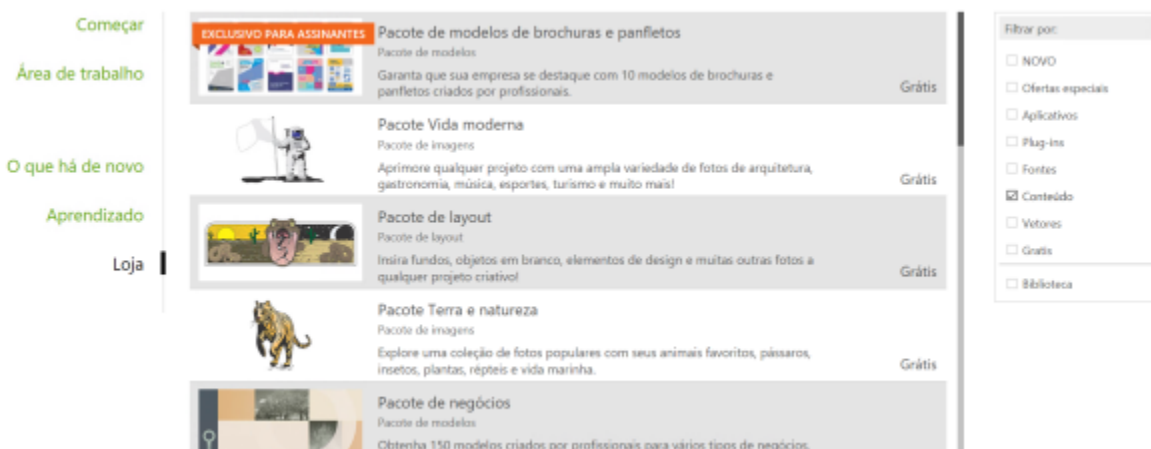 Começar
Área de trabalho
O que há de novo
Aprendizado
Loja
EXCLUSIVO PARA ASSINANTES
Pacote de modelos de brochuras e panfletos
Pacote de modelos
Garanta que sua empresa se destaque com 10 modelos de brochuras e
panfletos criados por profissionais.
Grátis
Pacote Vida moderna
Pacote de imagens
Aprimore qualquer projeto com uma ampla variedade de fotos de arquitetura,
gastronomia, música, esportes, turismo e muito mais!
Grátis
Pacote de layout
Pacote de layout
Insira fundos, objetos em branco, elementos de design e muitas outras fotos a
qualquer projeto criativo!
Grátis
Pacote Terra e natureza
Pacote de imagens
Explore uma coleção de fotos populares com seus animais favoritos, pássaros,
insetos, plantas, répteis e vida marinha.
Grátis
Pacote de negócios
Pacote de modelos
Obtenha 150 modelos criados por profissionais para vários tipos de negócios,
Filtrar por:
NOVO
Ofertas especiais
Aplicativos
Plug-ins
Fontes
Conteúdo
Vetores
Gratis
Biblioteca